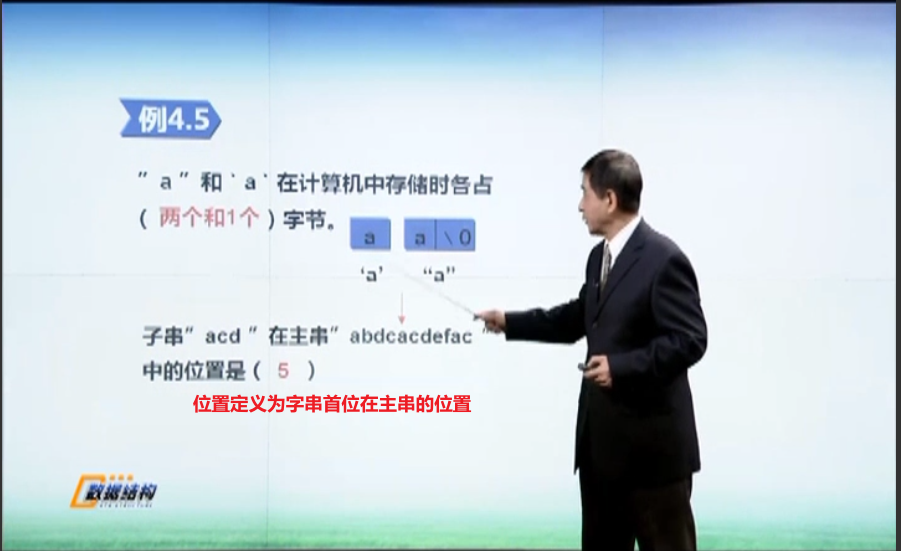 例4.5
”a”和‵a‵在计算机中存储时各占
（两个和1个）字节。
a a \0
‘a’ “a”
子串”acd ”在主串”abdcacdefac ”
中的位置是（ 5 ）
位置定义为字串首位在主串的位置
数据结构